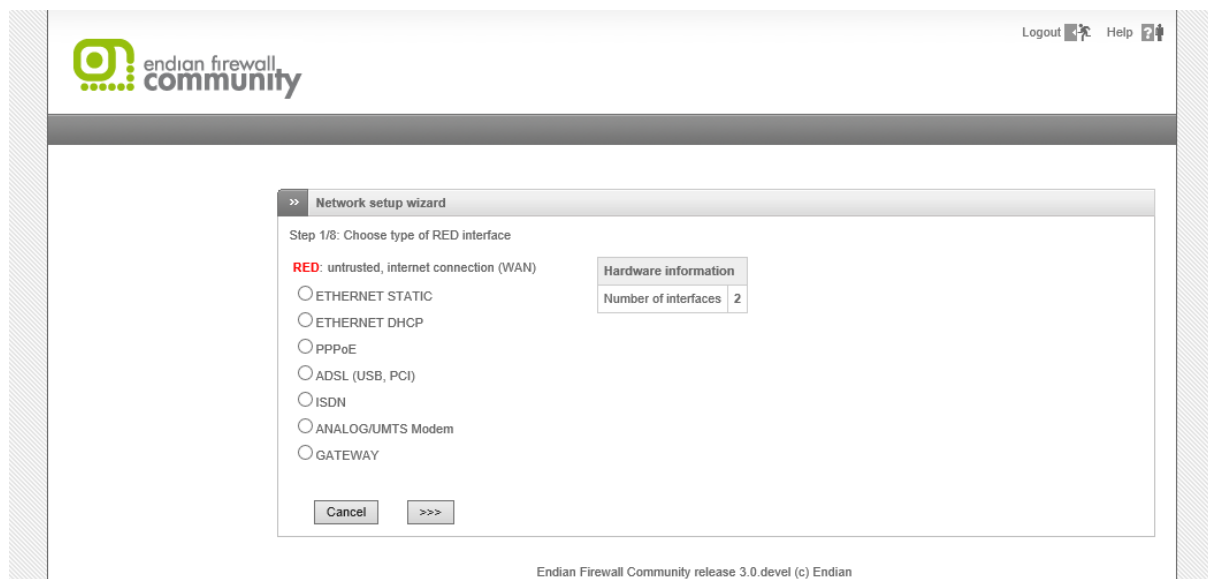 Logout Help
endian firewall
community
Network setup wizard
Step 1/8: Choose type of RED interface
RED: untrusted, internet connection (WAN)
Hardware information
Number of interfaces 2
ETHERNET STATIC
ETHERNET DHCP
PPPoE
ADSL (USB, PCI)
ISDN
ANALOG/UMTS Modem
GATEWAY
Cancel >>>
Endian Firewall Community release 3.0.devel (c) Endian